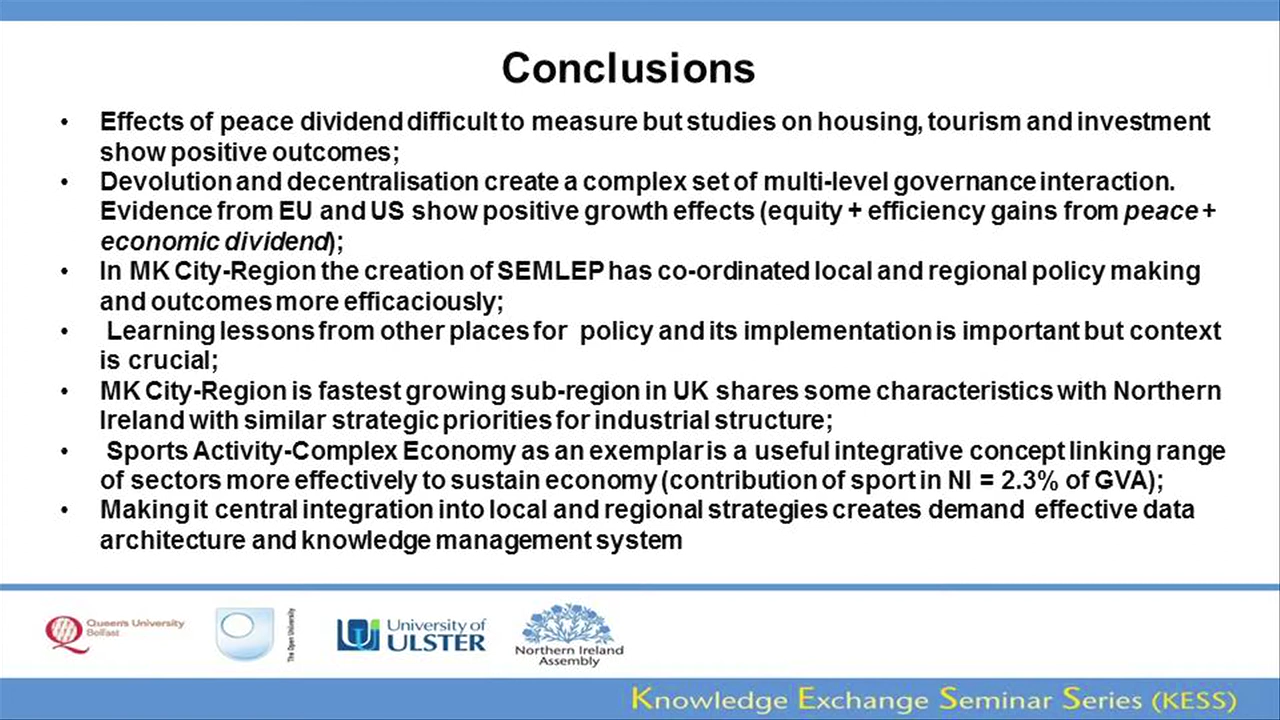 Conclusions
• Effects of peace dividend difficult to measure but studies on housing, tourism and investment
show positive outcomes;
• Devolution and decentralisation create a complex set of multi-level governance interaction.
Evidence from EU and US show positive growth effects (equity + efficiency gains from peace +
economic dividend);
• In MK City-Region the creation of SEMLEP has co-ordinated local and regional policy making
and outcomes more efficaciously;
• Learning lessons from other places for policy and its implementation is important but context
is crucial;
• MK City-Region is fastest growing sub-region in UK shares some characteristics with Northern
Ireland with similar strategic priorities for industrial structure;
• Sports Activity-Complex Economy as an exemplar is a useful integrative concept linking range
of sectors more effectively to sustain economy (contribution of sport in NI = 2.3% of GVA);
• Making it central integration into local and regional strategies creates demand effective data
architecture and knowledge management system
Queen's University
Belfast
The Open University
University of
ULSTER
Northern Ireland
Assembly
Knowledge Exchange Seminar Series (KESS)